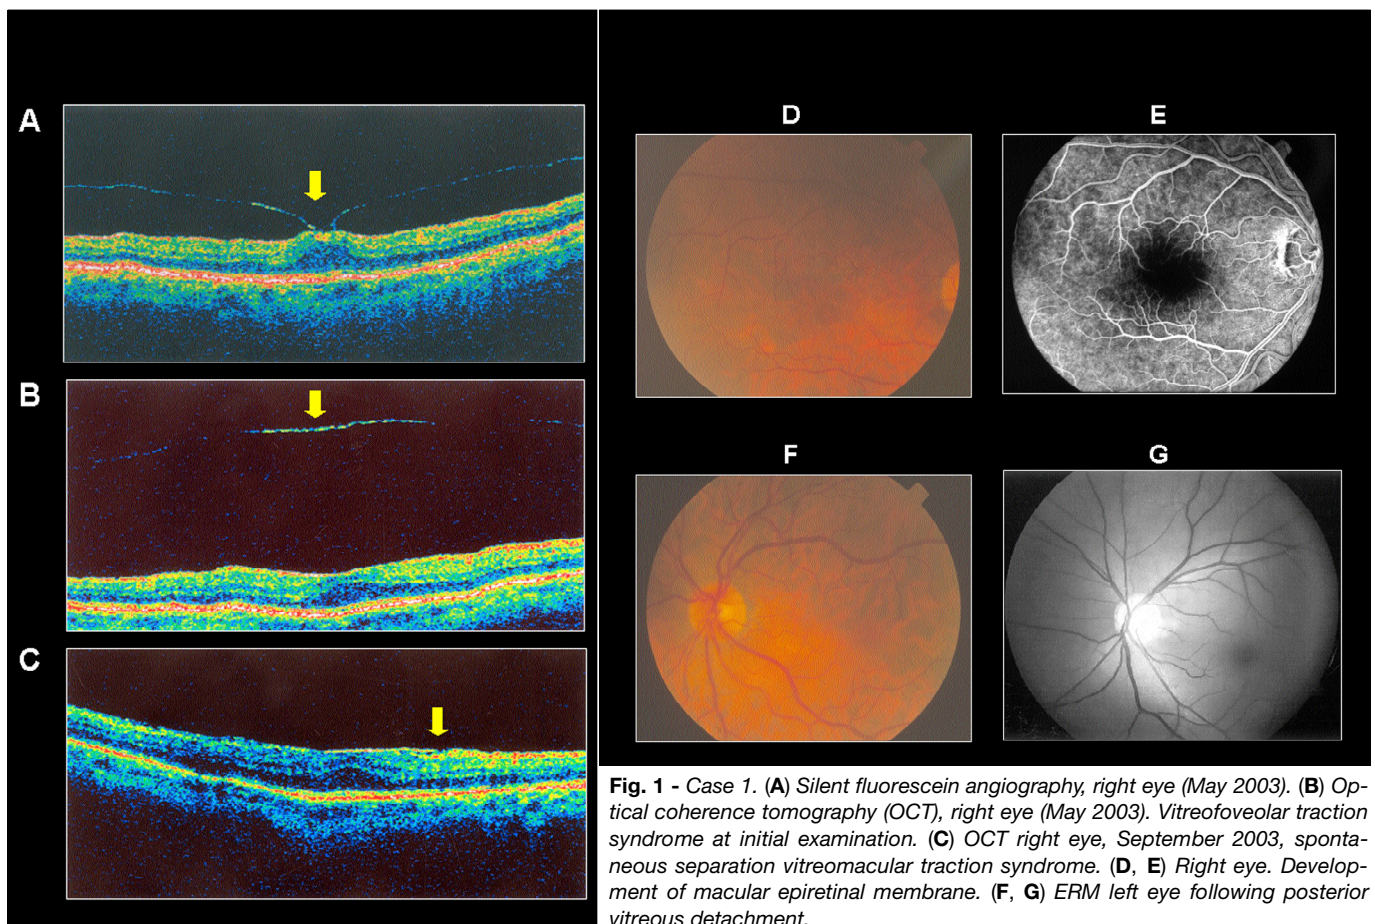 A
B
C
D
E
F
G
Fig. 1 - Case 1. (A) Silent fluorescein angiography, right eye (May 2003). (B) Op-
tical coherence tomography (OCT), right eye (May 2003). Vitreofoveolar traction
syndrome at initial examination. (C) OCT right eye, September 2003, sponta-
neous separation vitreomacular traction syndrome. (D, E) Right eye. Develop-
ment of macular epiretinal membrane. (F, G) ERM left eye following posterior
vitreous detachment.